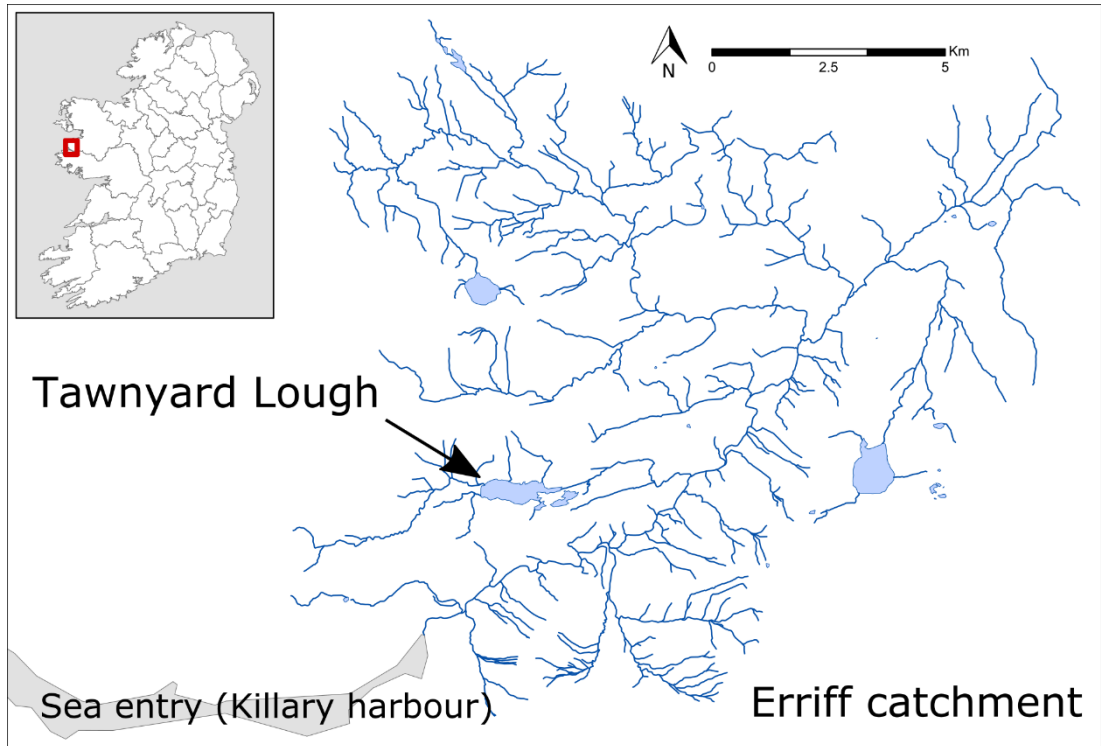 N
Km
0
2.5
5
Tawnyard Lough
Sea entry (Killary harbour)
Erriff catchment